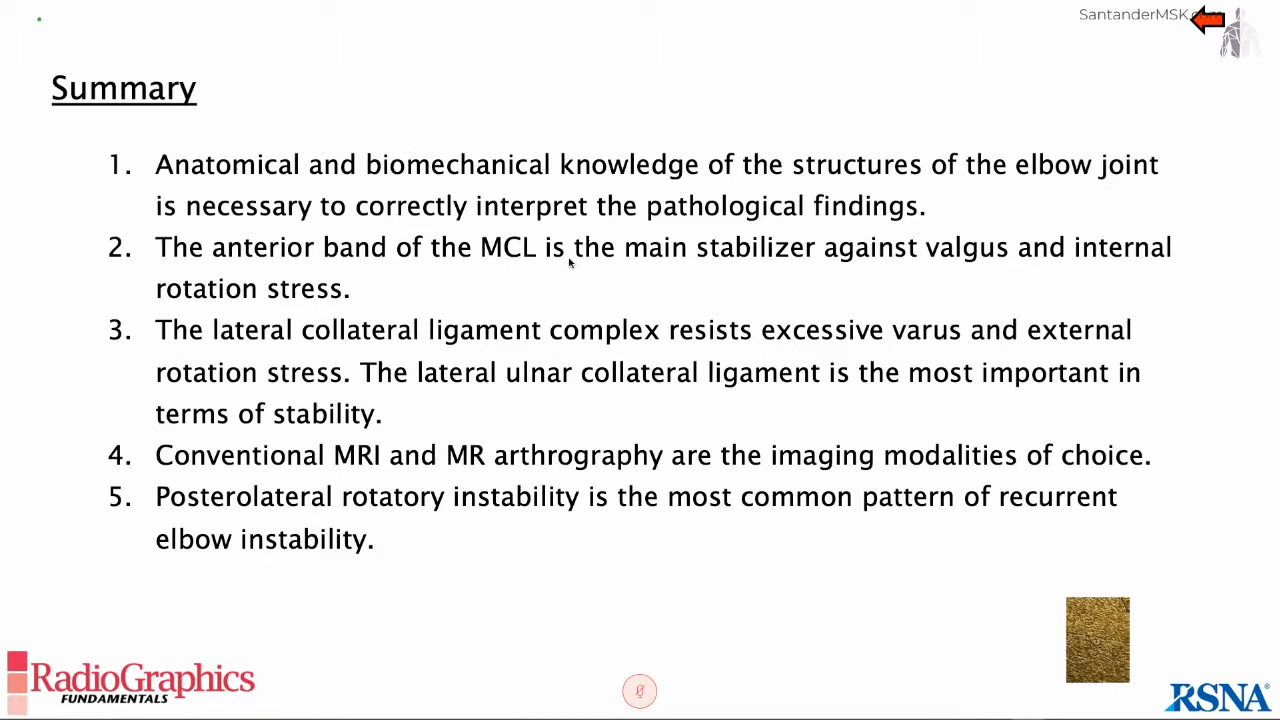 SantanderMSK.com
Summary
1. Anatomical and biomechanical knowledge of the structures of the elbow joint
is necessary to correctly interpret the pathological findings.
2. The anterior band of the MCL is the main stabilizer against valgus and internal
rotation stress.
3. The lateral collateral ligament complex resists excessive varus and external
rotation stress. The lateral ulnar collateral ligament is the most important in
terms of stability.
4. Conventional MRI and MR arthrography are the imaging modalities of choice.
5. Posterolateral rotatory instability is the most common pattern of recurrent
elbow instability.
RadioGraphics
FUNDAMENTALS
RSNA®